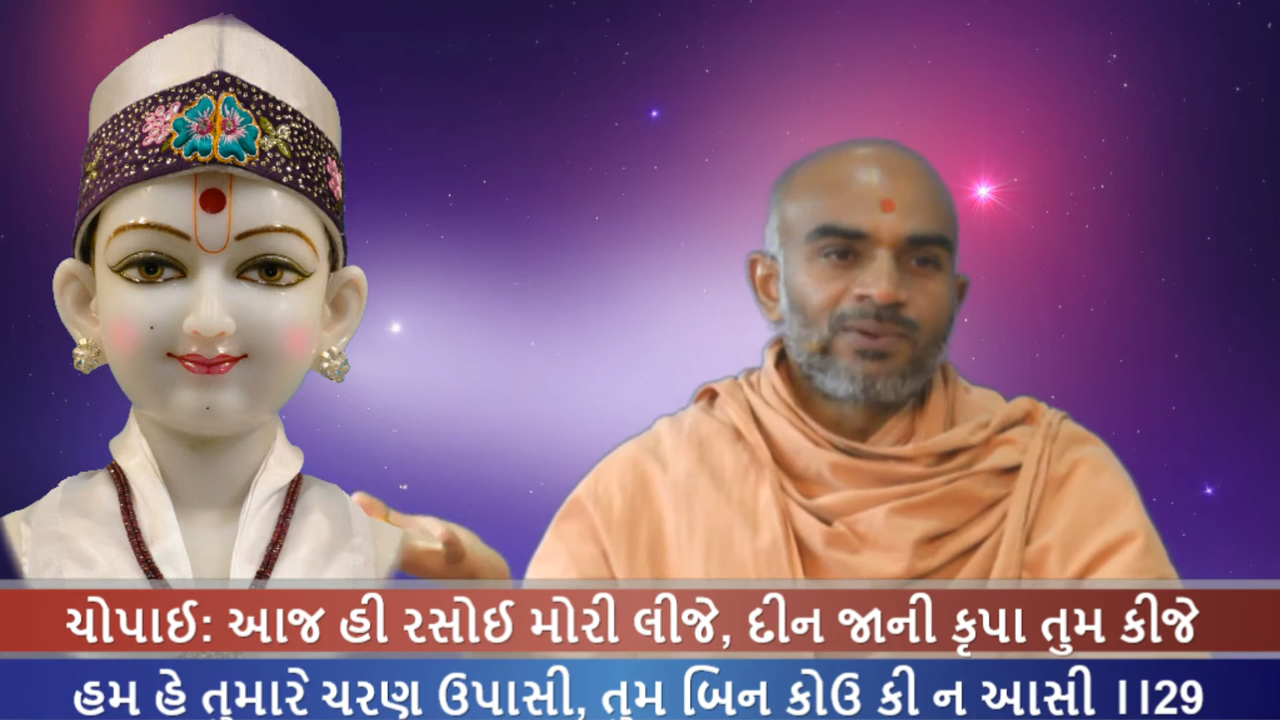 ચોપાઈ: આજ હી રસોઈ મોરી લીજે, દીન જાની કૃપા તુમ કીજે
હમ હે તુમારે ચરણ ઉપાસી, તુમ બિન કોઉ કી ન આસી ।।29